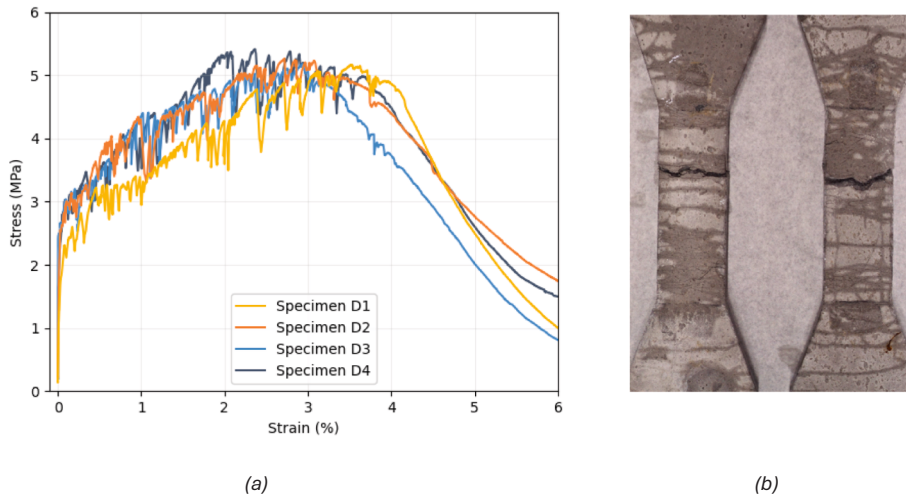 6
5
4
3
2
1
0
Stress (MPa)
Specimen D1
Specimen D2
Specimen D3
Specimen D4
0 1 2 3 4 5 6
Strain (%)
(a) (b)